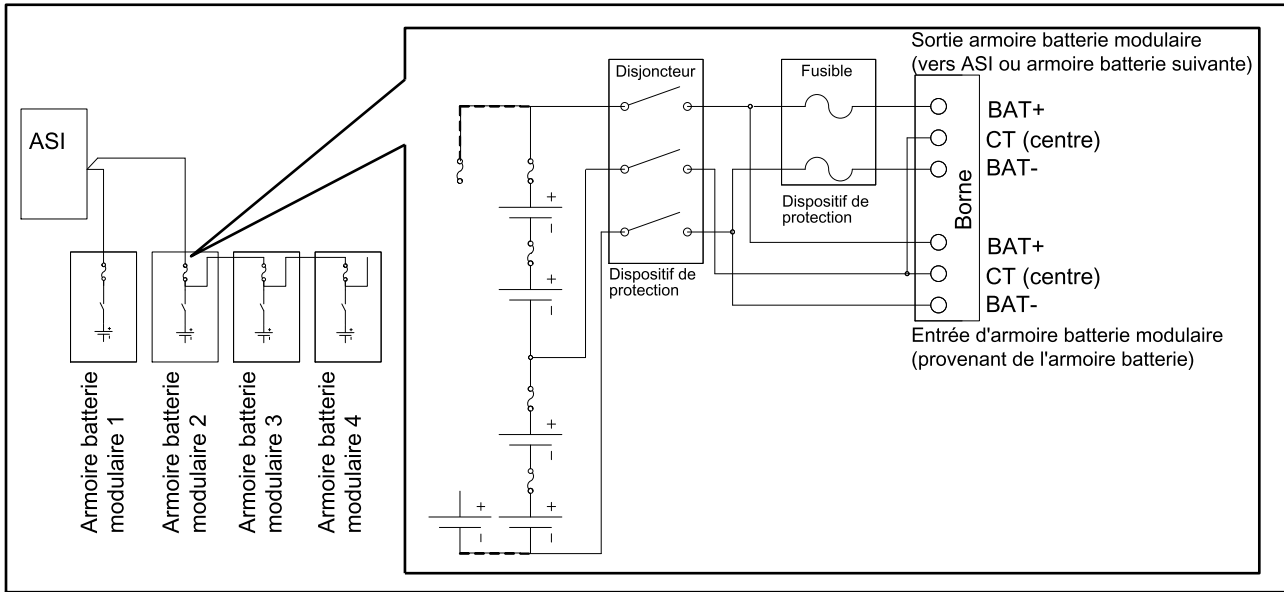 ASI
Armoire batterie
modulaire 1
Armoire batterie
modulaire 2
Armoire batterie
modulaire 3
Armoire batterie
modulaire 4
+
+
+
+
+
Disjoncteur
Dispositif de
protection
Fusible
Dispositif de
protection
Sortie armoire batterie modulaire
(vers ASI ou armoire batterie suivante)
Borne
BAT+
CT (centre)
BAT-
BAT+
CT (centre)
BAT-
Entrée d'armoire batterie modulaire
(provenant de l'armoire batterie)